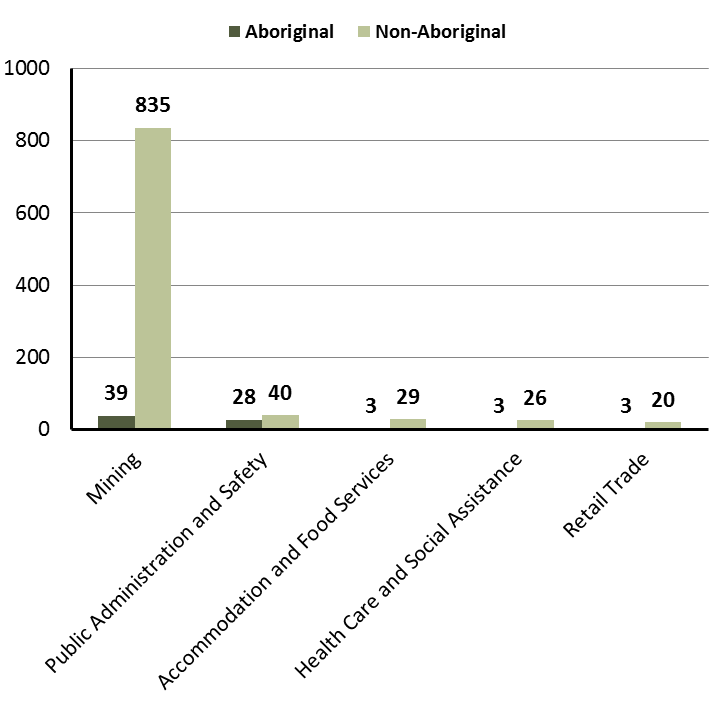 Aboriginal Non-Aboriginal
1000
800
600
400
200
0
39 835
28 40
3 29
3 26
3 20
Mining
Public Administration and Safety
Accommodation and Food Services
Health Care and Social Assistance
Retail Trade